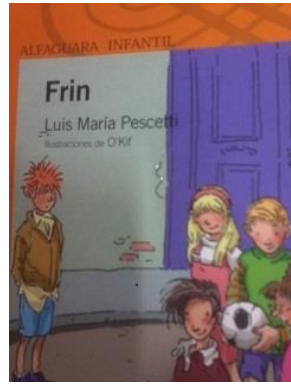 ALFAGUARA INFANTIL
Frin
Luis María Pescetti
Ilustraciones de O'Kif